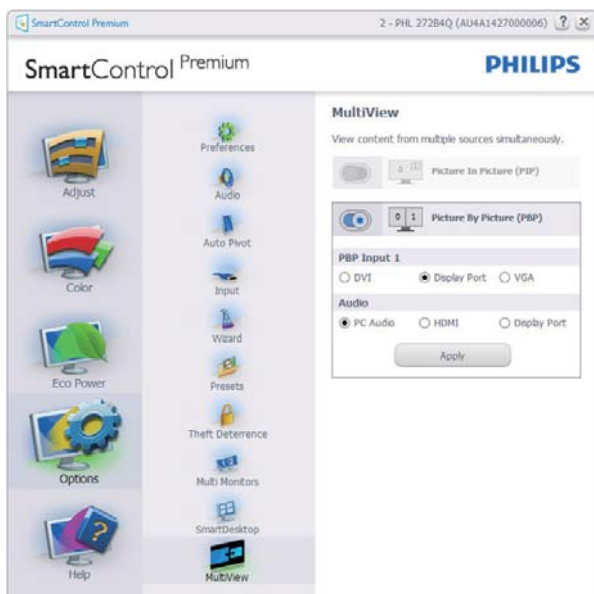 SmartControl Premium
2 - PHL 272B4Q (AU4A1427000006) ? X
SmartControl Premium
PHILIPS
Adjust
Color
Eco Power
Options
Help
Preferences
Audio
Auto Pivot
Input
Wizard
Presets
Theft Deterrence
Multi Monitors
SmartDesktop
MultiView
MultiView
View content from multiple sources simultaneously.
Picture In Picture (PIP)
0 1 Picture By Picture (PBP)
PBP Input 1
DVI Display Port VGA
Audio
PC Audio HDMI Display Port
Apply